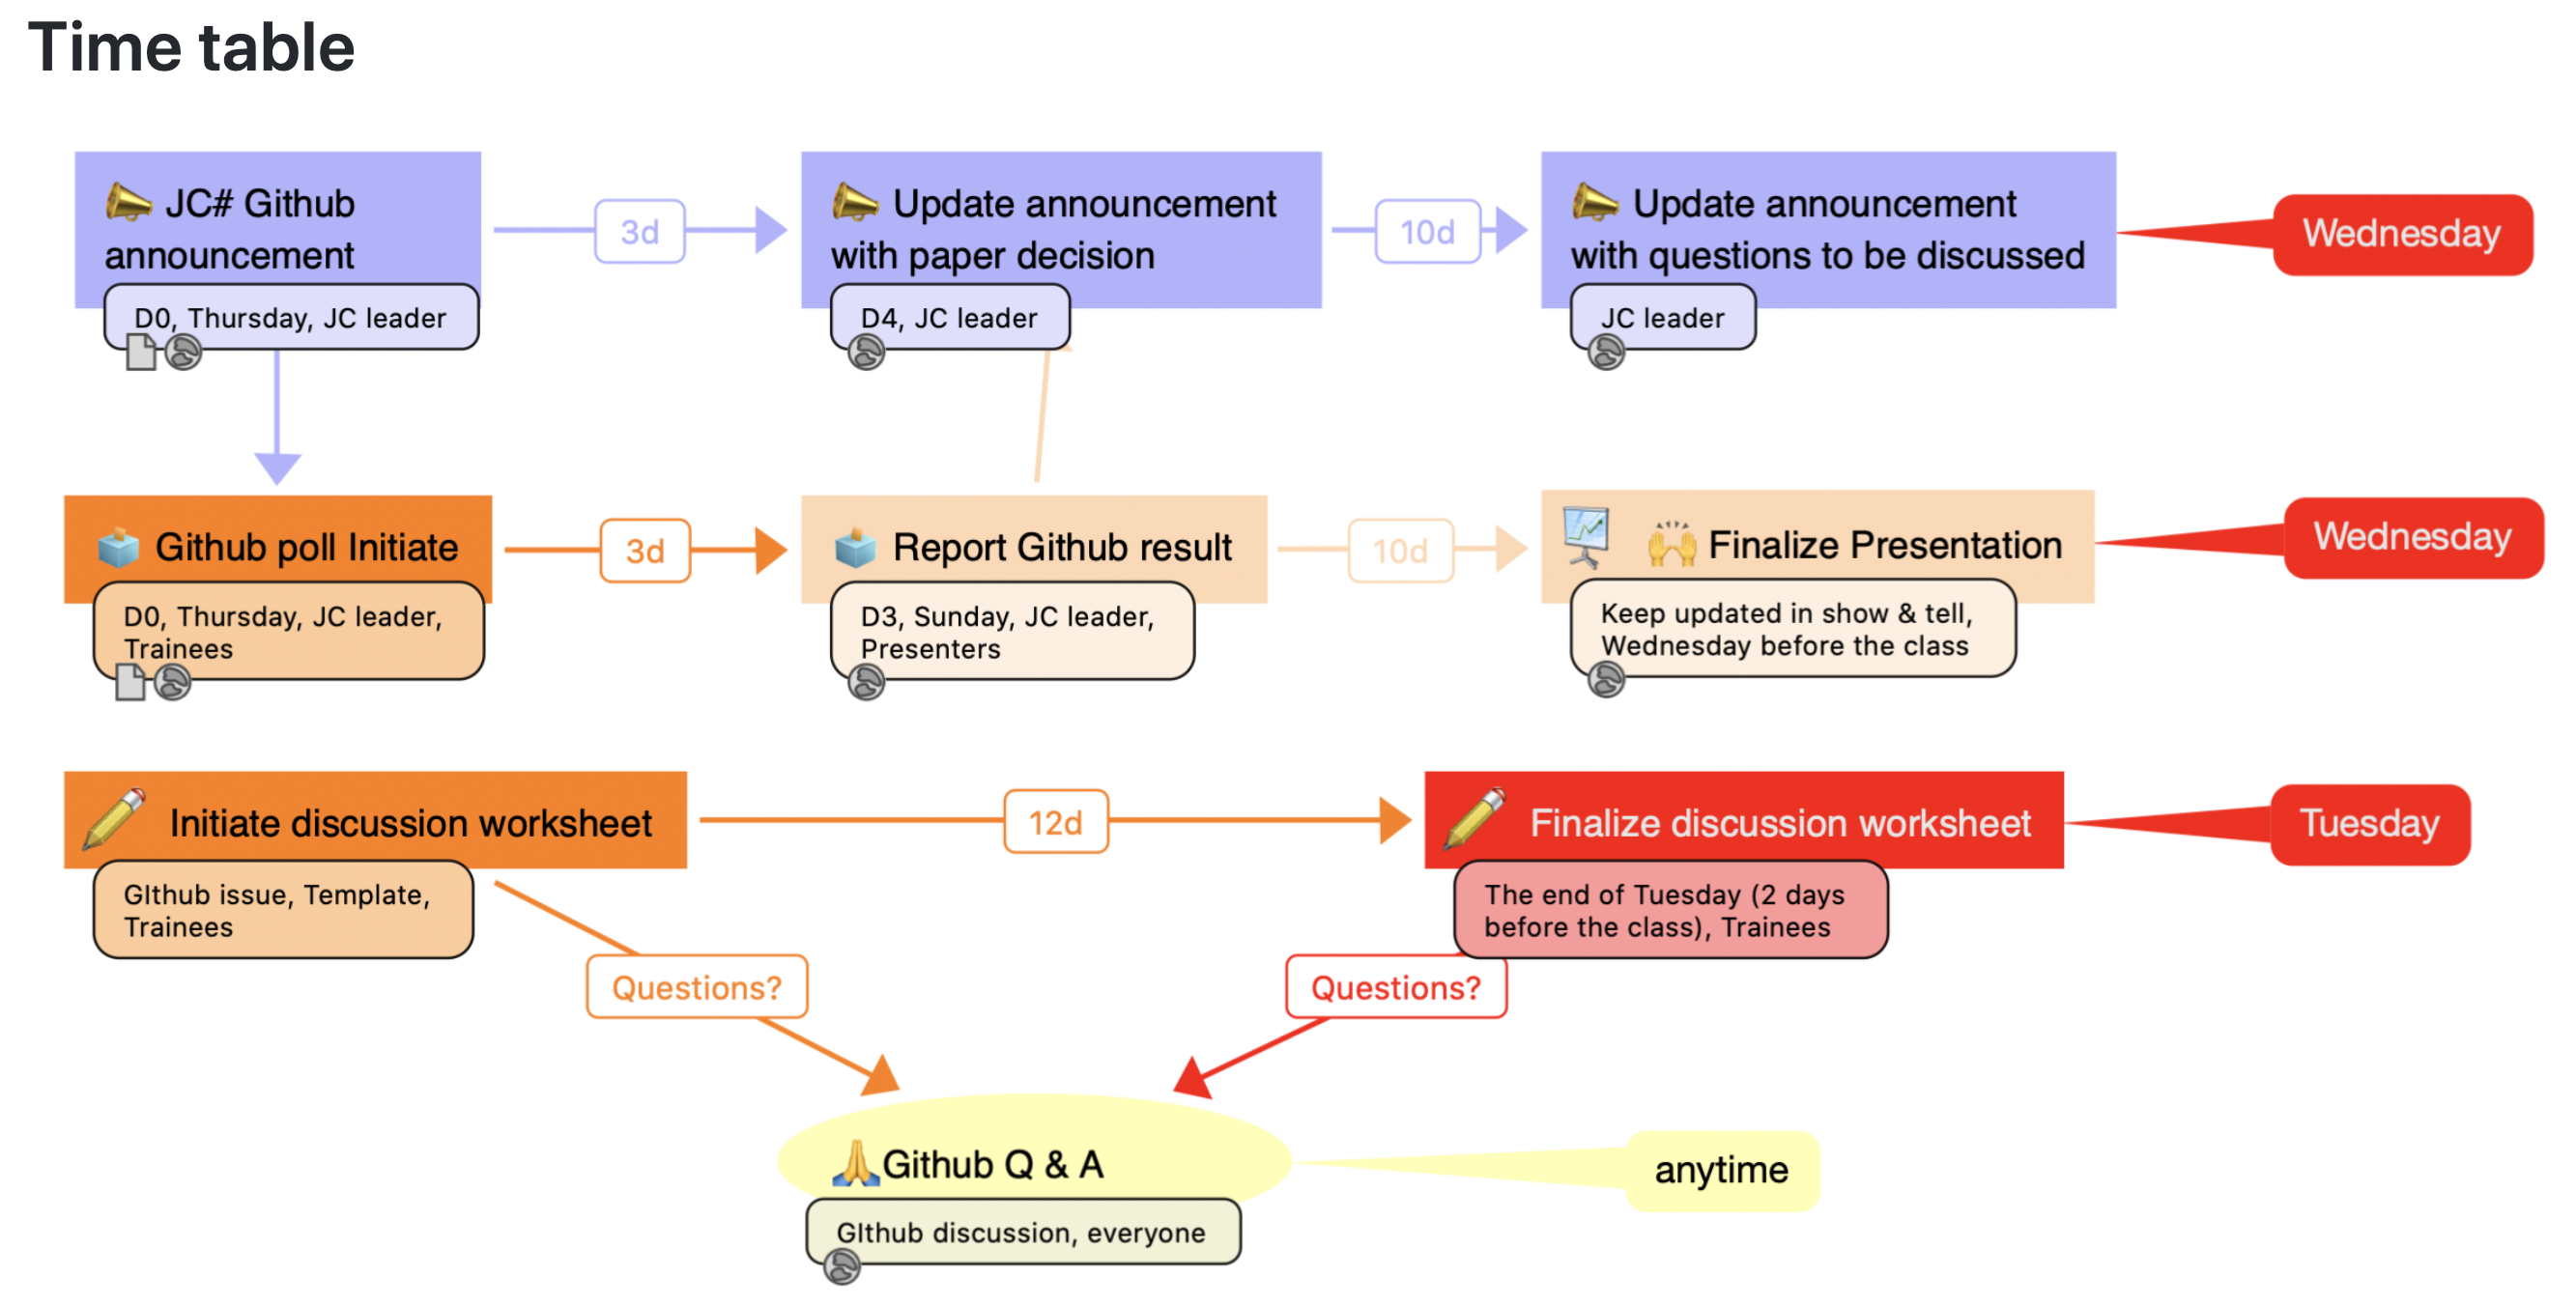 Time table
JC# Github
announcement
D0, Thursday, JC leader
3d
Update announcement
with paper decision
D4, JC leader
10d
Update announcement
with questions to be discussed
JC leader
Wednesday
Github poll Initiate
D0, Thursday, JC leader,
Trainees
3d
Report Github result
D3, Sunday, JC leader,
Presenters
10d
Finalize Presentation
Keep updated in show & tell,
Wednesday before the class
Wednesday
Initiate discussion worksheet
GIthub issue, Template,
Trainees
12d
Finalize discussion worksheet
The end of Tuesday (2 days
before the class), Trainees
Tuesday
Questions?
Questions?
Github Q & A
GIthub discussion, everyone
anytime